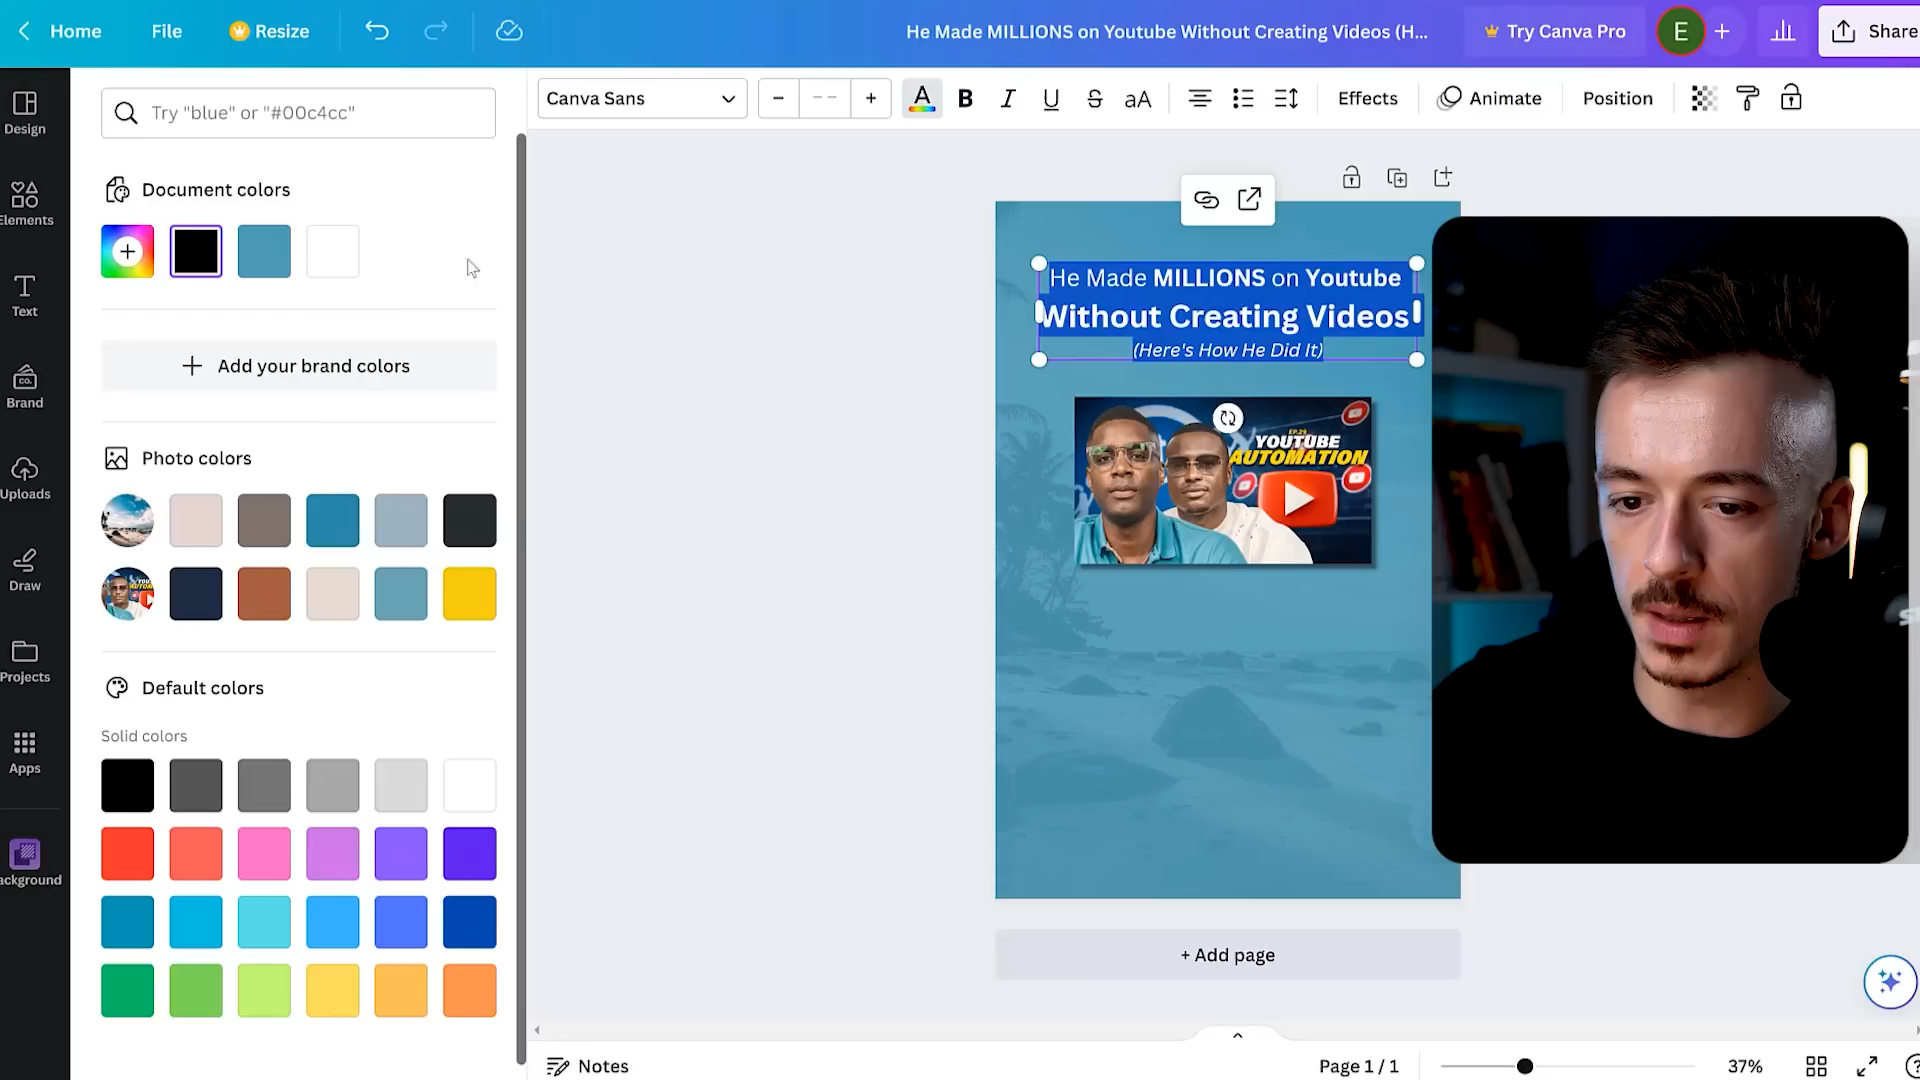 Home
File
Resize
He Made MILLIONS on Youtube Without Creating Videos (H...
Try Canva Pro
E
Share
Design
Elements
Text
Brand
Uploads
Draw
Projects
Apps
ackground
Try "blue" or "#00c4cc"
Document colors
Add your brand colors
Photo colors
Default colors
Solid colors
Canva Sans
– – +
A B I U S aA
Effects
Animate
Position
He Made MILLIONS on Youtube
Without Creating Videos
(Here's How He Did It)
EP.29
YOUTUBE
AUTOMATION
+ Add page
Notes
Page 1 / 1
37%